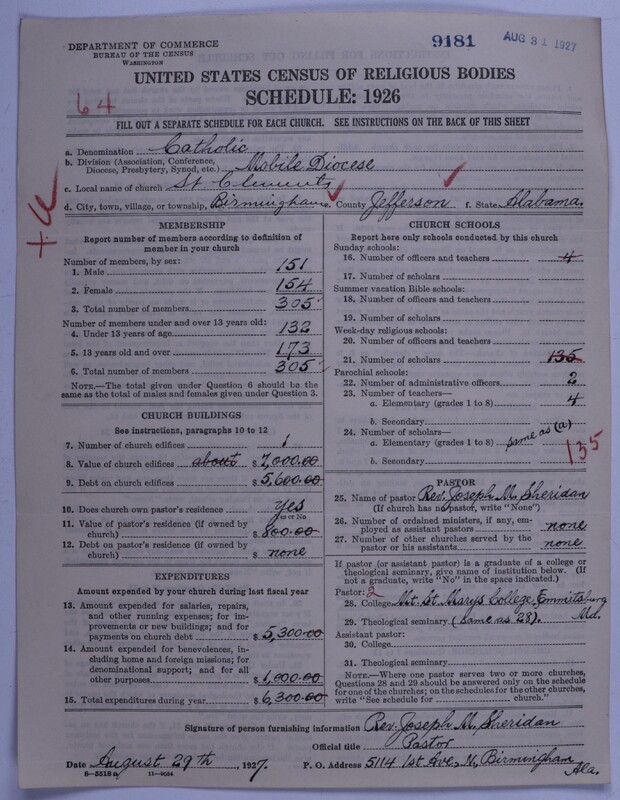 DEPARTMENT OF COMMERCE
BUREAU OF THE CENSUS
WASHINGTON
9181
AUG 31 1927
UNITED STATES CENSUS OF RELIGIOUS BODIES
SCHEDULE: 1926
64
FILL OUT A SEPARATE SCHEDULE FOR EACH CHURCH. SEE INSTRUCTIONS ON THE BACK OF THIS SHEET
a. Denomination Catholic
b. Division (Association, Conference, Diocese, Presbytery, Synod, etc.) Mobile Diocese
c. Local name of church St Clements
d. City, town, village, or township, Birmingham e. County Jefferson f. State Alabama.
MEMBERSHIP
Report number of members according to definition of
member in your church
Number of members, by sex:
1. Male 151
2. Female 154
3. Total number of members 305
Number of members under and over 13 years old:
4. Under 13 years of age 132
5. 13 years old and over 173
6. Total number of members 305
NOTE.—The total given under Question 6 should be
the same as the total of males and females given under Question 3.
CHURCH BUILDINGS
See instructions, paragraphs 10 to 12
7. Number of church edifices 1
8. Value of church edifices about $ 7,000.00
9. Debt on church edifices $ 5,600.00
10. Does church own pastor's residence yes
Yes or No
11. Value of pastor's residence (if owned by
church) $ 800.00
12. Debt on pastor's residence (if owned by
church) $ none
EXPENDITURES
Amount expended by your church during last fiscal year
13. Amount expended for salaries, repairs,
and other running expenses; for im-
provements or new buildings; and for
payments on church debt $ 5,300.00
14. Amount expended for benevolences, in-
cluding home and foreign missions; for
denominational support; and for all
other purposes $ 1,000.00
15. Total expenditures during year $ 6,300.00
CHURCH SCHOOLS
Report here only schools conducted by this church
Sunday schools:
16. Number of officers and teachers 4
17. Number of scholars
Summer vacation Bible schools:
18. Number of officers and teachers
19. Number of scholars
Week-day religious schools:
20. Number of officers and teachers
21. Number of scholars 135
Parochial schools:
22. Number of administrative officers 2
23. Number of teachers—
a. Elementary (grades 1 to 8) 4
b. Secondary
24. Number of scholars—
a. Elementary (grades 1 to 8) same as (a)
135
b. Secondary
PASTOR
25. Name of pastor Rev. Joseph M. Sheridan
(If church has no pastor, write "None")
26. Number of ordained ministers, if any, em-
ployed as assistant pastors none
27. Number of other churches served by the
pastor or his assistants none
If pastor (or assistant pastor) is a graduate of a college or
theological seminary, give name of institution below. (If
not a graduate, write "No" in the space indicated.)
Pastor: 2
28. College Mt. St. Marys College, Emmitsburg
Md.
29. Theological seminary (same as 28).
Assistant pastor:
30. College
31. Theological seminary
NOTE.—Where one pastor serves two or more churches,
Questions 28 and 29 should be answered only on the schedule
for one of the churches; on the schedules for the other churches,
write "See schedule for church."
Signature of person furnishing information Rev. Joseph M. Sheridan
Official title Pastor
Date August 29th, 1927. P. O. Address 5114 1st Ave. N, Birmingham
Ala.
8—5518a 11—9024